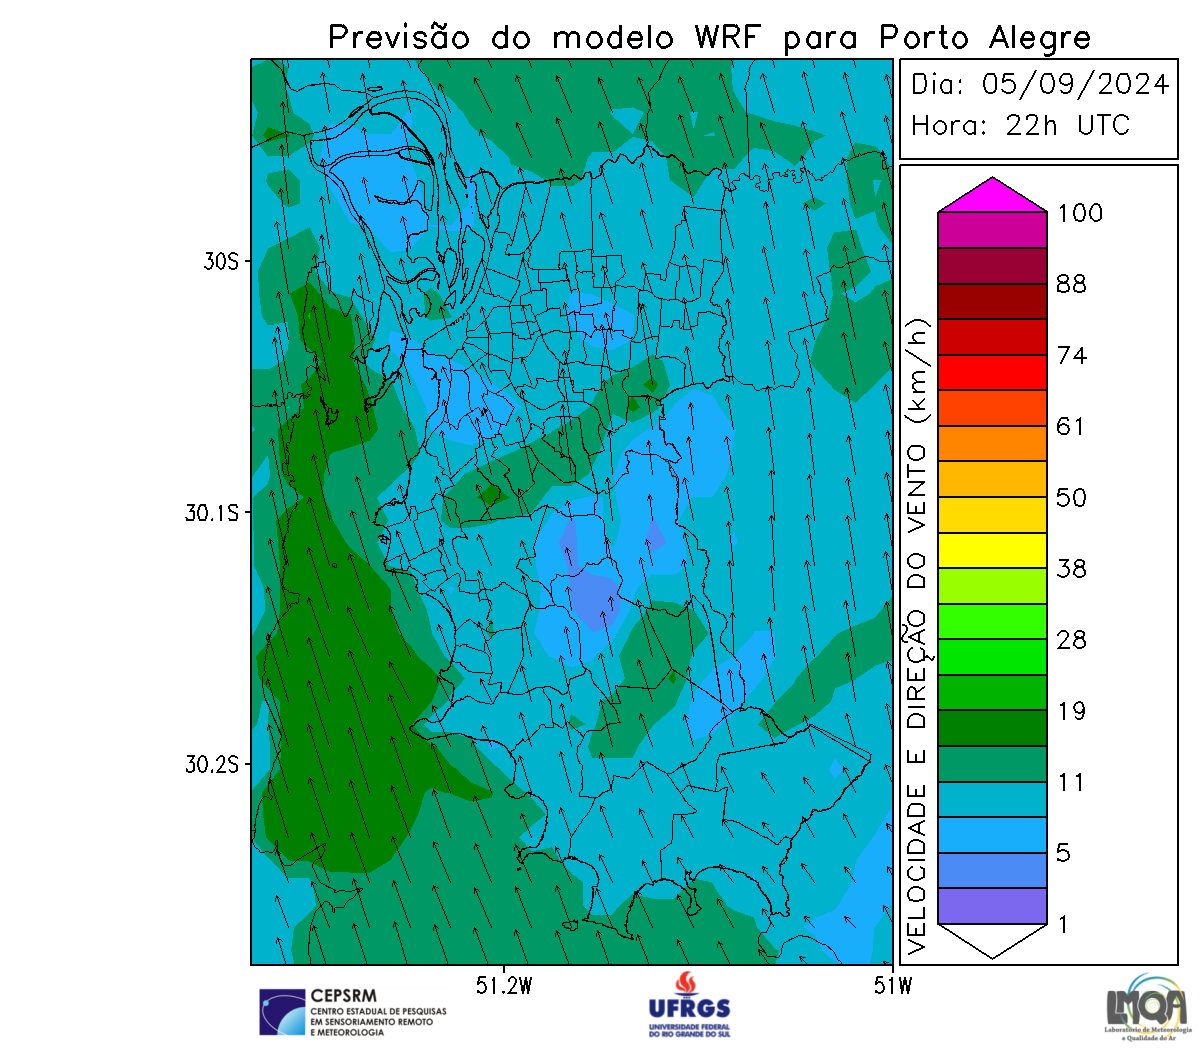 Previsão do modelo WRF para Porto Alegre
Dia: 05/09/2024
Hora: 22h UTC
30S
30.1S
30.2S
51.2W
51W
VELOCIDADE E DIREÇÃO DO VENTO (km/h)
100
88
74
61
50
38
28
19
11
5
1
CEPSRM
CENTRO ESTADUAL DE PESQUISAS
EM SENSORIAMENTO REMOTO
E METEOROLOGIA
UFRGS
UNIVERSIDADE FEDERAL
DO RIO GRANDE DO SUL
LMQA
Laboratório de Meteorologia
e Qualidade do Ar